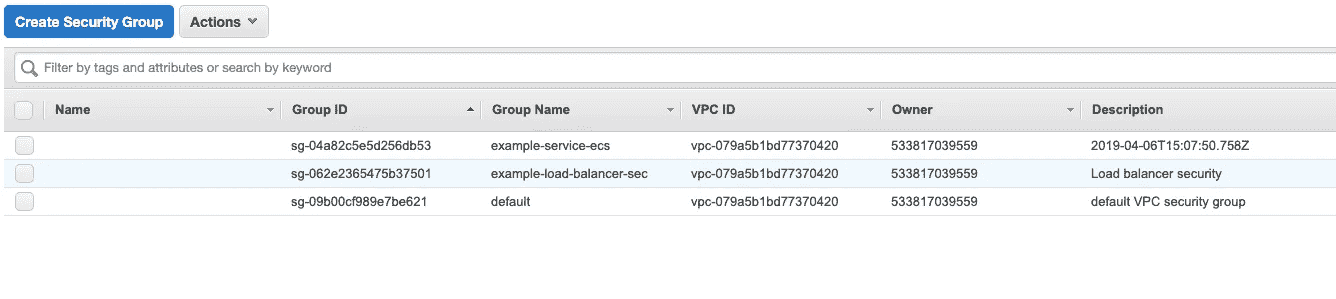 Create Security Group Actions
Filter by tags and attributes or search by keyword
Name Group ID Group Name VPC ID Owner Description
sg-04a82c5e5d256db53 example-service-ecs vpc-079a5b1bd77370420 533817039559 2019-04-06T15:07:50.758Z
sg-062e2365475b37501 example-load-balancer-sec vpc-079a5b1bd77370420 533817039559 Load balancer security
sg-09b00cf989e7be621 default vpc-079a5b1bd77370420 533817039559 default VPC security group